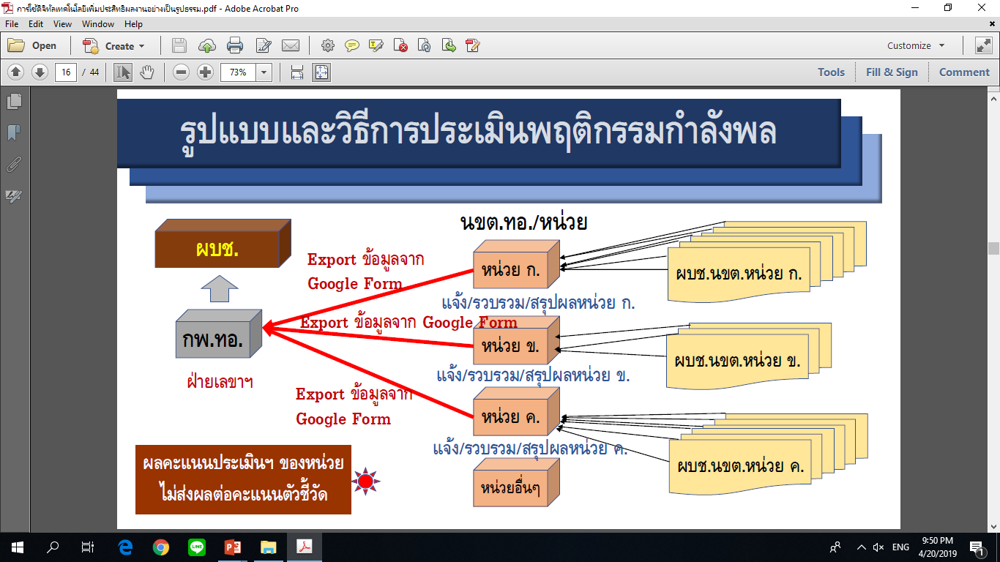 การใช้ดิจิทัลเทคโนโลยีเพิ่มประสิทธิผลงานอย่างเป็นรูปธรรม.pdf - Adobe Acrobat Pro
File Edit View Window Help
Open Create Customize
16 / 44 73% Tools Fill & Sign Comment
รูปแบบและวิธีการประเมินพฤติกรรมกำลังพล
นขต.ทอ./หน่วย
ผบช.
Export ข้อมูลจาก
Google Form
หน่วย ก.
ผบช.นขต.หน่วย ก.
แจ้ง/รวบรวม/สรุปผลหน่วย ก.
Export ข้อมูลจาก Google Form
กพ.ทอ.
หน่วย ข.
ผบช.นขต.หน่วย ข.
ฝ่ายเลขาฯ
แจ้ง/รวบรวม/สรุปผลหน่วย ข.
Export ข้อมูลจาก
Google Form
หน่วย ค.
แจ้ง/รวบรวม/สรุปผลหน่วย ค.
ผบช.นขต.หน่วย ค.
ผลคะแนนประเมินฯ ของหน่วย
ไม่ส่งผลต่อคะแนนตัวชี้วัด
หน่วยอื่นๆ
LINE
ENG
9:50 PM
4/20/2019
1